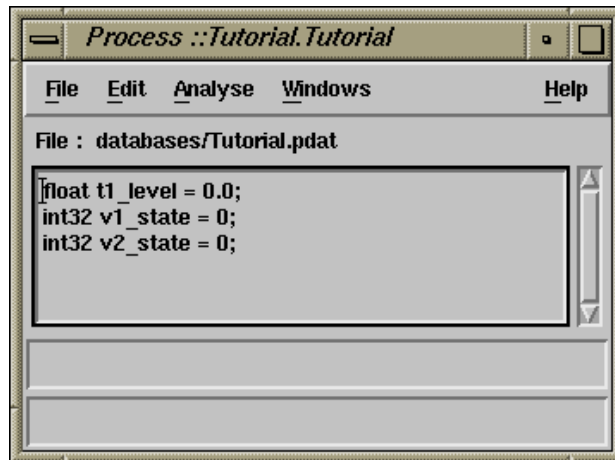 Process ::Tutorial.Tutorial
File Edit Analyse Windows Help
File : databases/Tutorial.pdat
float t1_level = 0.0;
int32 v1_state = 0;
int32 v2_state = 0;